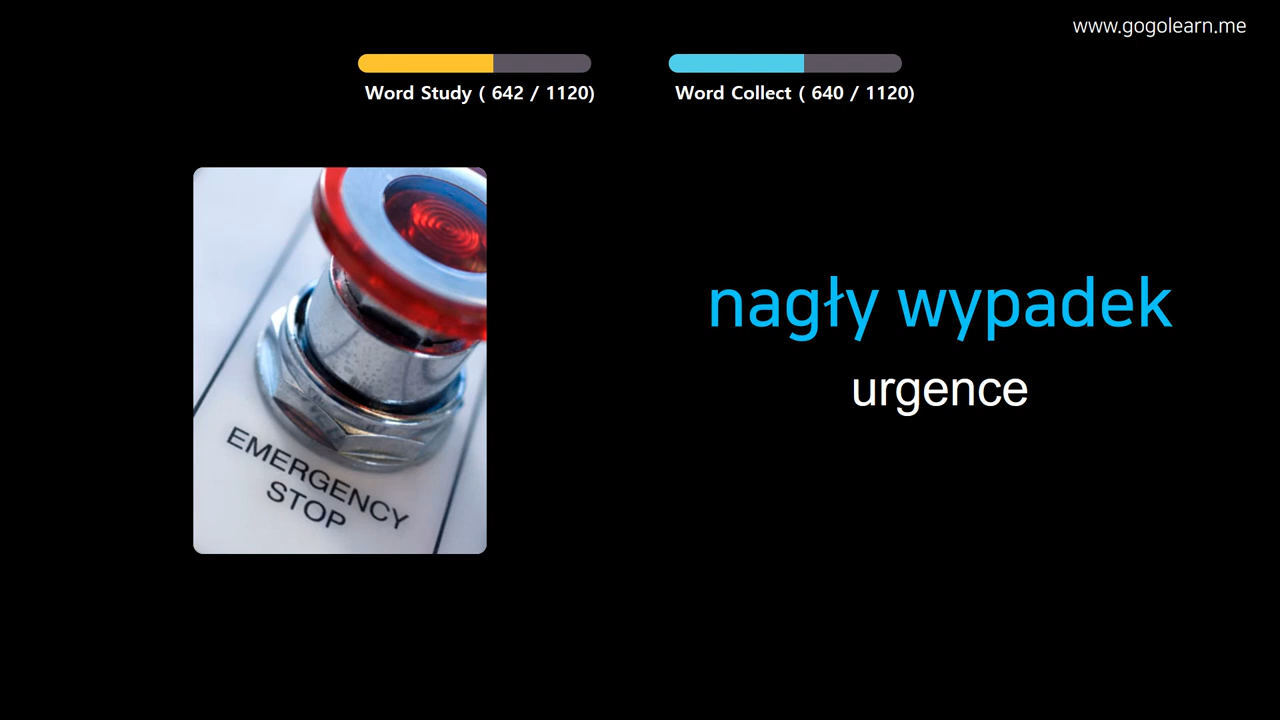 www.gogolearn.me
Word Study ( 642 / 1120)
Word Collect ( 640 / 1120)
EMERGENCY
STOP
nagły wypadek
urgence